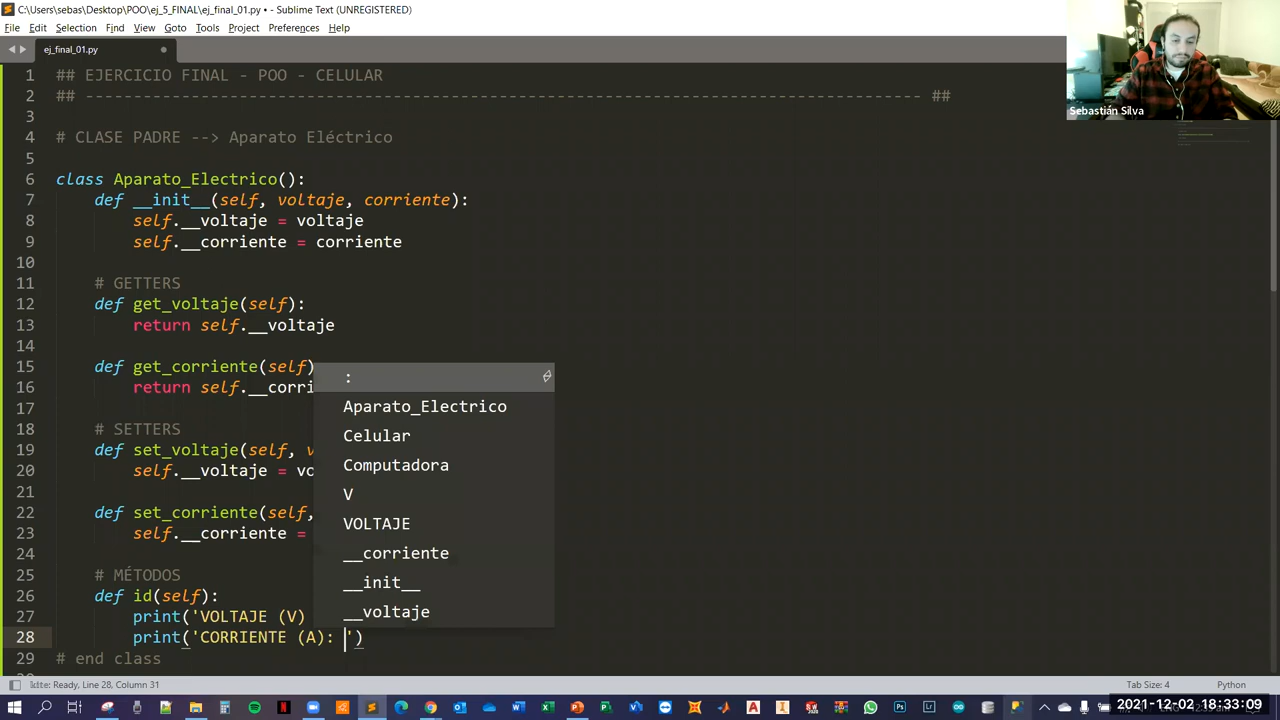 C:\Users\sebas\Desktop\POO\ej_5_FINAL\ej_final_01.py • - Sublime Text (UNREGISTERED)
File Edit Selection Find View Goto Tools Project Preferences Help
ej_final_01.py
1 ## EJERCICIO FINAL - POO - CELULAR
2 ## --------------------------------------------------------------------------------------- ##
3
4 # CLASE PADRE --> Aparato Eléctrico
5
6 class Aparato_Electrico():
7 def __init__(self, voltaje, corriente):
8 self.__voltaje = voltaje
9 self.__corriente = corriente
10
11 # GETTERS
12 def get_voltaje(self):
13 return self.__voltaje
14
15 def get_corriente(self)
16 return self.__corri
17
18 # SETTERS
19 def set_voltaje(self, v
20 self.__voltaje = vo
21
22 def set_corriente(self,
23 self.__corriente =
24
25 # MÉTODOS
26 def id(self):
27 print('VOLTAJE (V)
28 print('CORRIENTE (A): ')
29 # end class
:
Aparato_Electrico
Celular
Computadora
V
VOLTAJE
__corriente
__init__
__voltaje
Sebastián Silva
Ready, Line 28, Column 31
Tab Size: 4
Python
2021-12-02 18:33:09